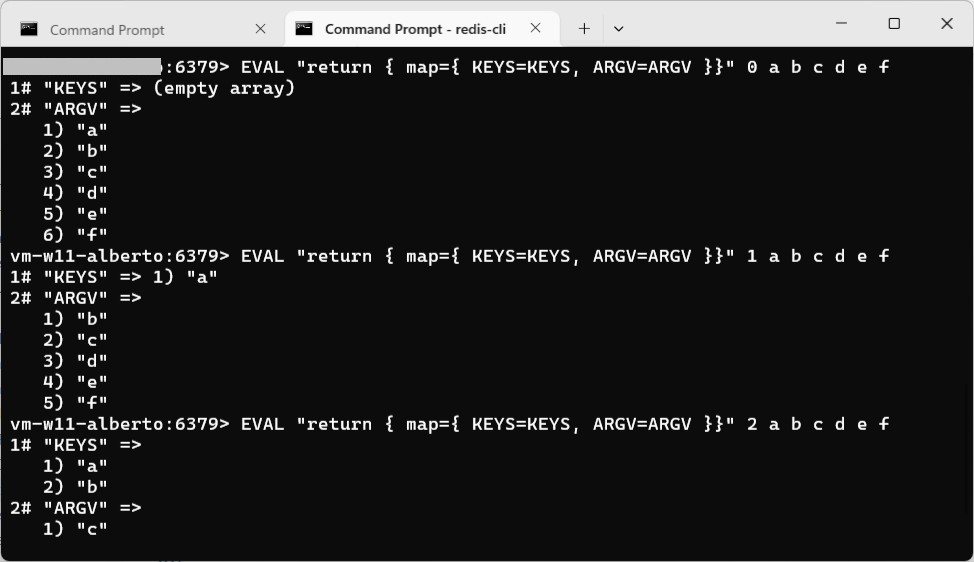 Command Prompt
Command Prompt - redis-cli
:6379> EVAL "return { map={ KEYS=KEYS, ARGV=ARGV }}" 0 a b c d e f
1# "KEYS" => (empty array)
2# "ARGV" =>
1) "a"
2) "b"
3) "c"
4) "d"
5) "e"
6) "f"
vm-w11-alberto:6379> EVAL "return { map={ KEYS=KEYS, ARGV=ARGV }}" 1 a b c d e f
1# "KEYS" => 1) "a"
2# "ARGV" =>
1) "b"
2) "c"
3) "d"
4) "e"
5) "f"
vm-w11-alberto:6379> EVAL "return { map={ KEYS=KEYS, ARGV=ARGV }}" 2 a b c d e f
1# "KEYS" =>
1) "a"
2) "b"
2# "ARGV" =>
1) "c"